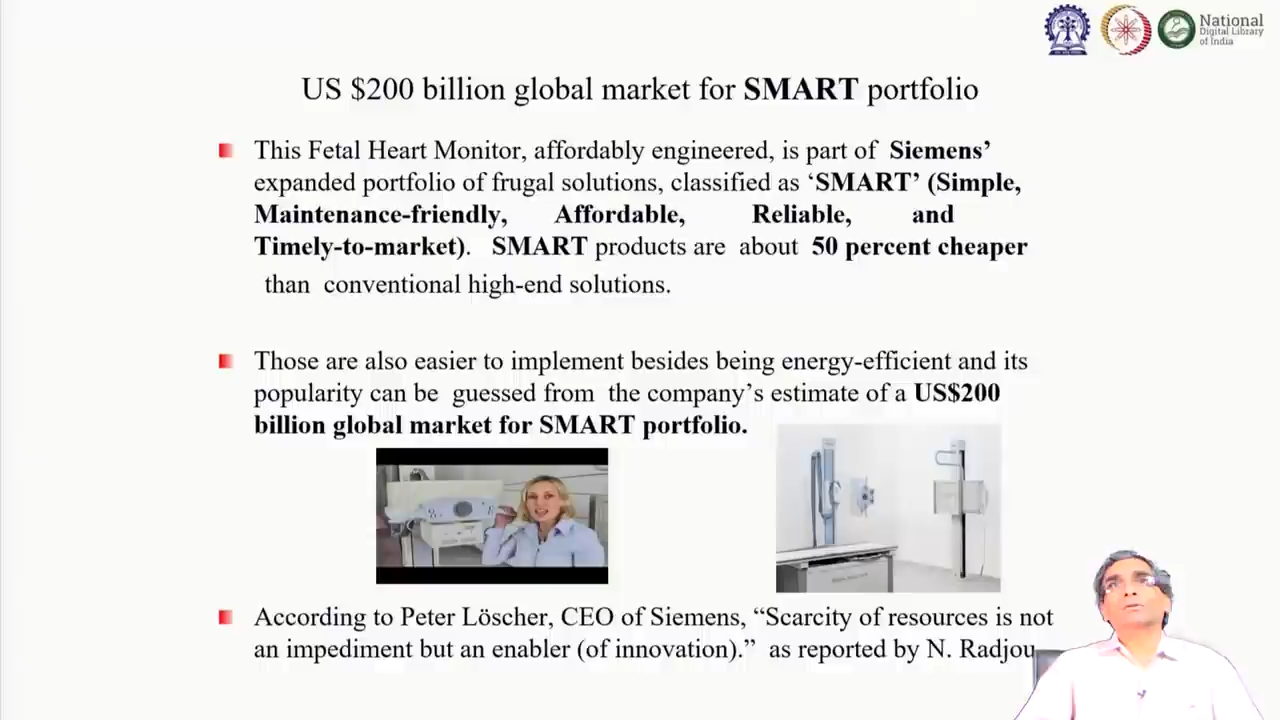 National
Digital Library
of India
US $200 billion global market for SMART portfolio
This Fetal Heart Monitor, affordably engineered, is part of Siemens’
expanded portfolio of frugal solutions, classified as ‘SMART’ (Simple,
Maintenance-friendly, Affordable, Reliable, and
Timely-to-market). SMART products are about 50 percent cheaper
than conventional high-end solutions.
Those are also easier to implement besides being energy-efficient and its
popularity can be guessed from the company’s estimate of a US$200
billion global market for SMART portfolio.
According to Peter Löscher, CEO of Siemens, “Scarcity of resources is not
an impediment but an enabler (of innovation).” as reported by N. Radjou